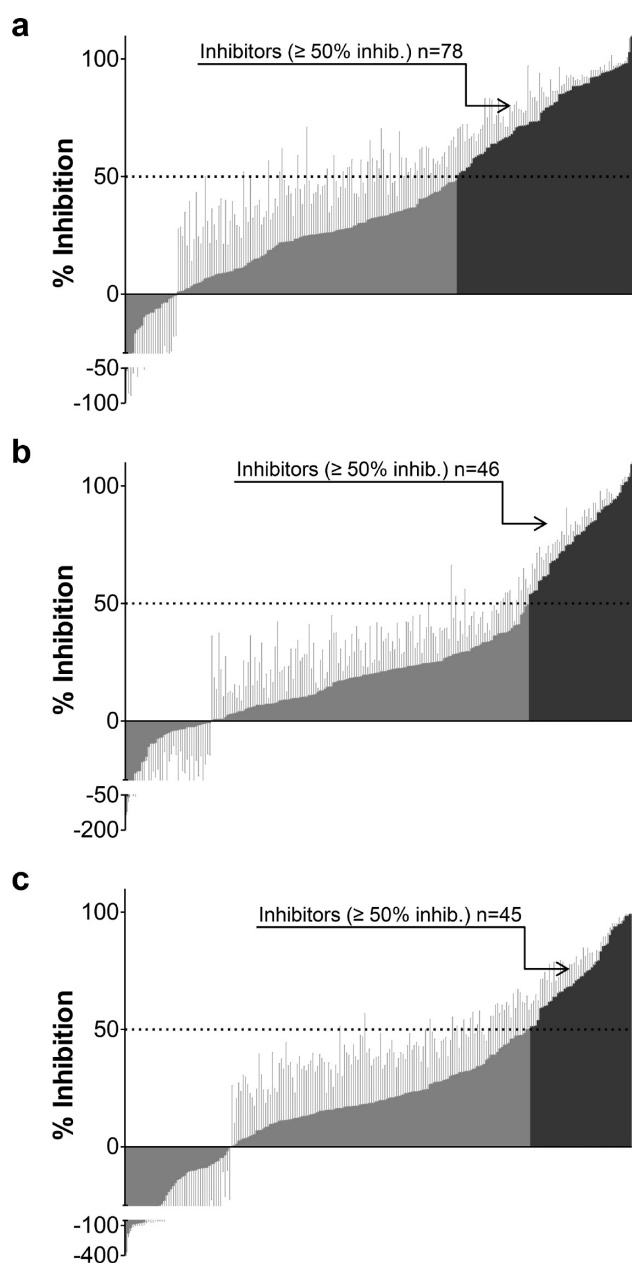 a
Inhibitors (≥ 50% inhib.) n=78
100
50
0
-50
-100
% Inhibition
b
Inhibitors (≥ 50% inhib.) n=46
100
50
0
-50
-200
% Inhibition
c
Inhibitors (≥ 50% inhib.) n=45
100
50
0
-100
-400
% Inhibition